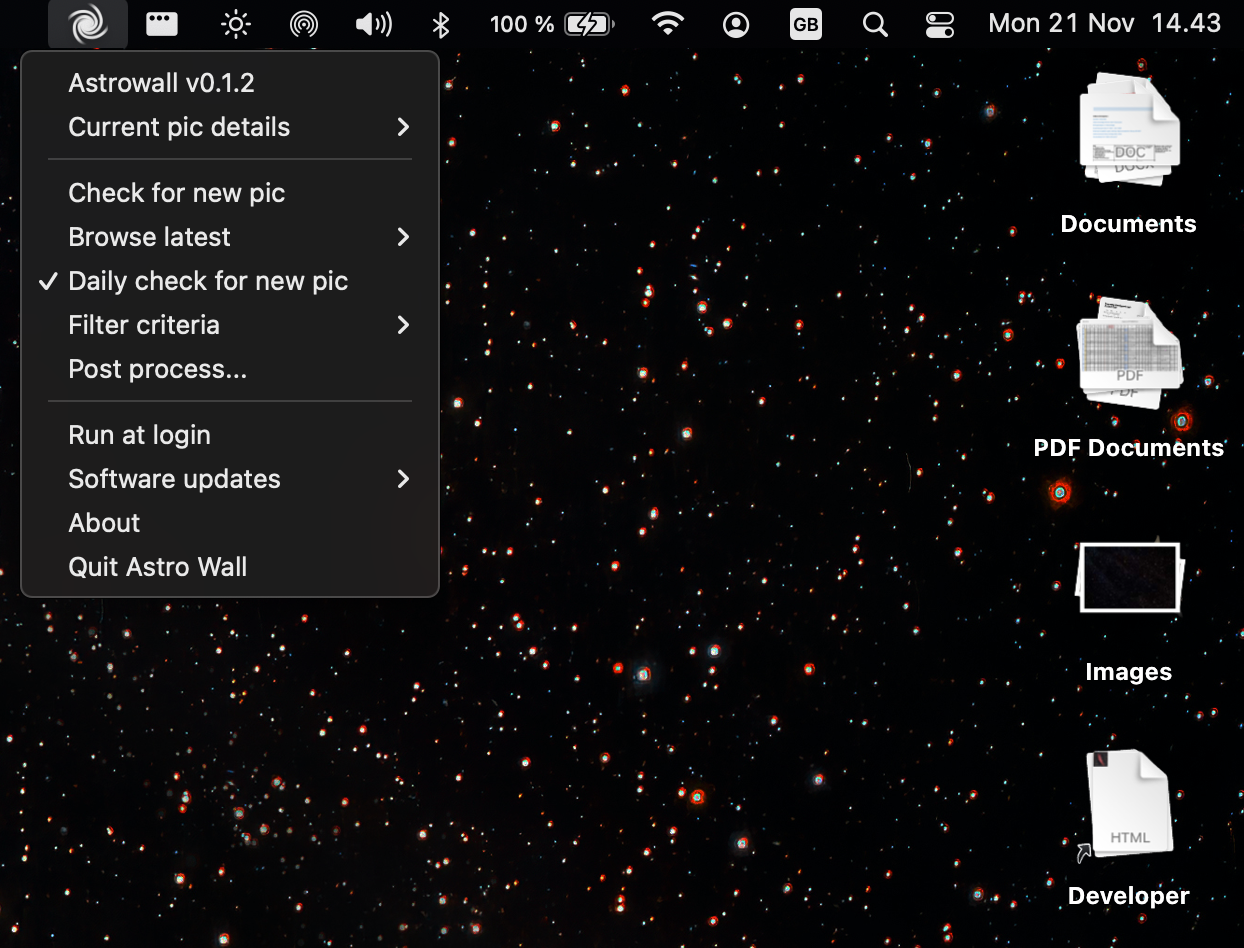 100 %
GB
Mon 21 Nov 14.43
Astrowall v0.1.2
Current pic details
Check for new pic
Browse latest
Daily check for new pic
Filter criteria
Post process...
Run at login
Software updates
About
Quit Astro Wall
DOC
DOCX
Documents
PDF
PDF
PDF Documents
Images
HTML
Developer